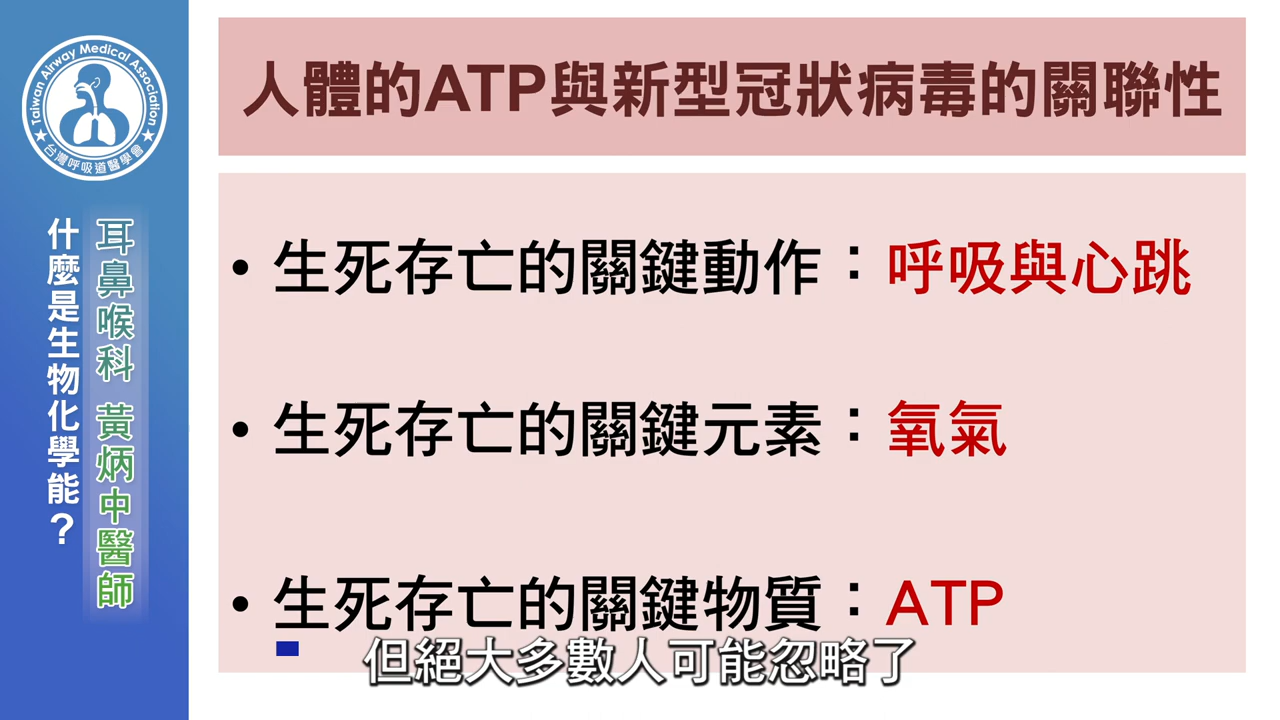 Taiwan Airway Medical Association
台灣呼吸道醫學會
什麼是生物化學能？
耳鼻喉科 黃炳中醫師
人體的ATP與新型冠狀病毒的關聯性
• 生死存亡的關鍵動作：呼吸與心跳
• 生死存亡的關鍵元素：氧氣
• 生死存亡的關鍵物質：ATP
但絕大多數人可能忽略了